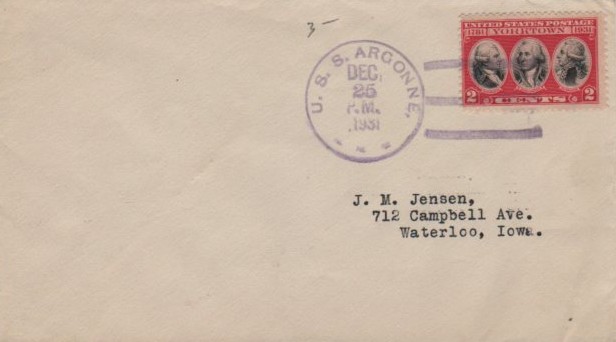 3-
UNITED STATES POSTAGE
1781 YORKTOWN 1931
2 CENTS 2
U. S. S. ARGONNE,
DEC,
25
P.M.
1931
J. M. Jensen,
712 Campbell Ave.
Waterloo, Iowa.